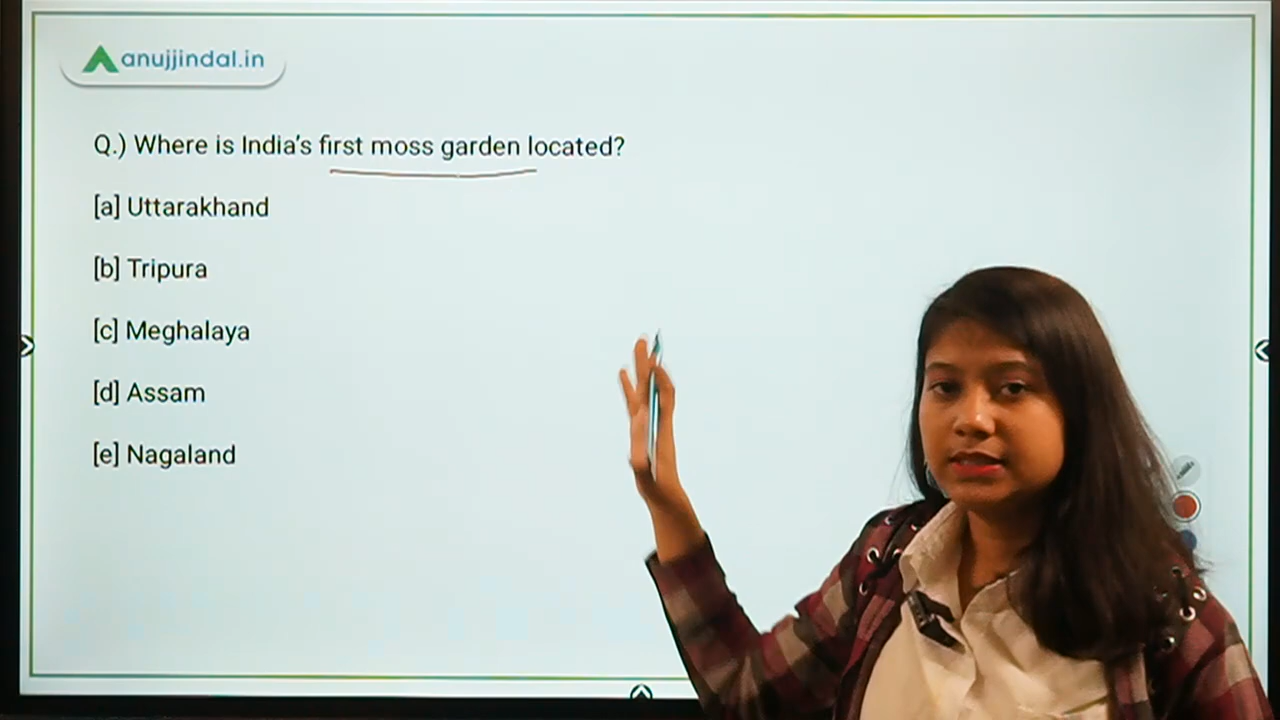 anujjindal.in
Q.) Where is India's first moss garden located?
[a] Uttarakhand
[b] Tripura
[c] Meghalaya
[d] Assam
[e] Nagaland